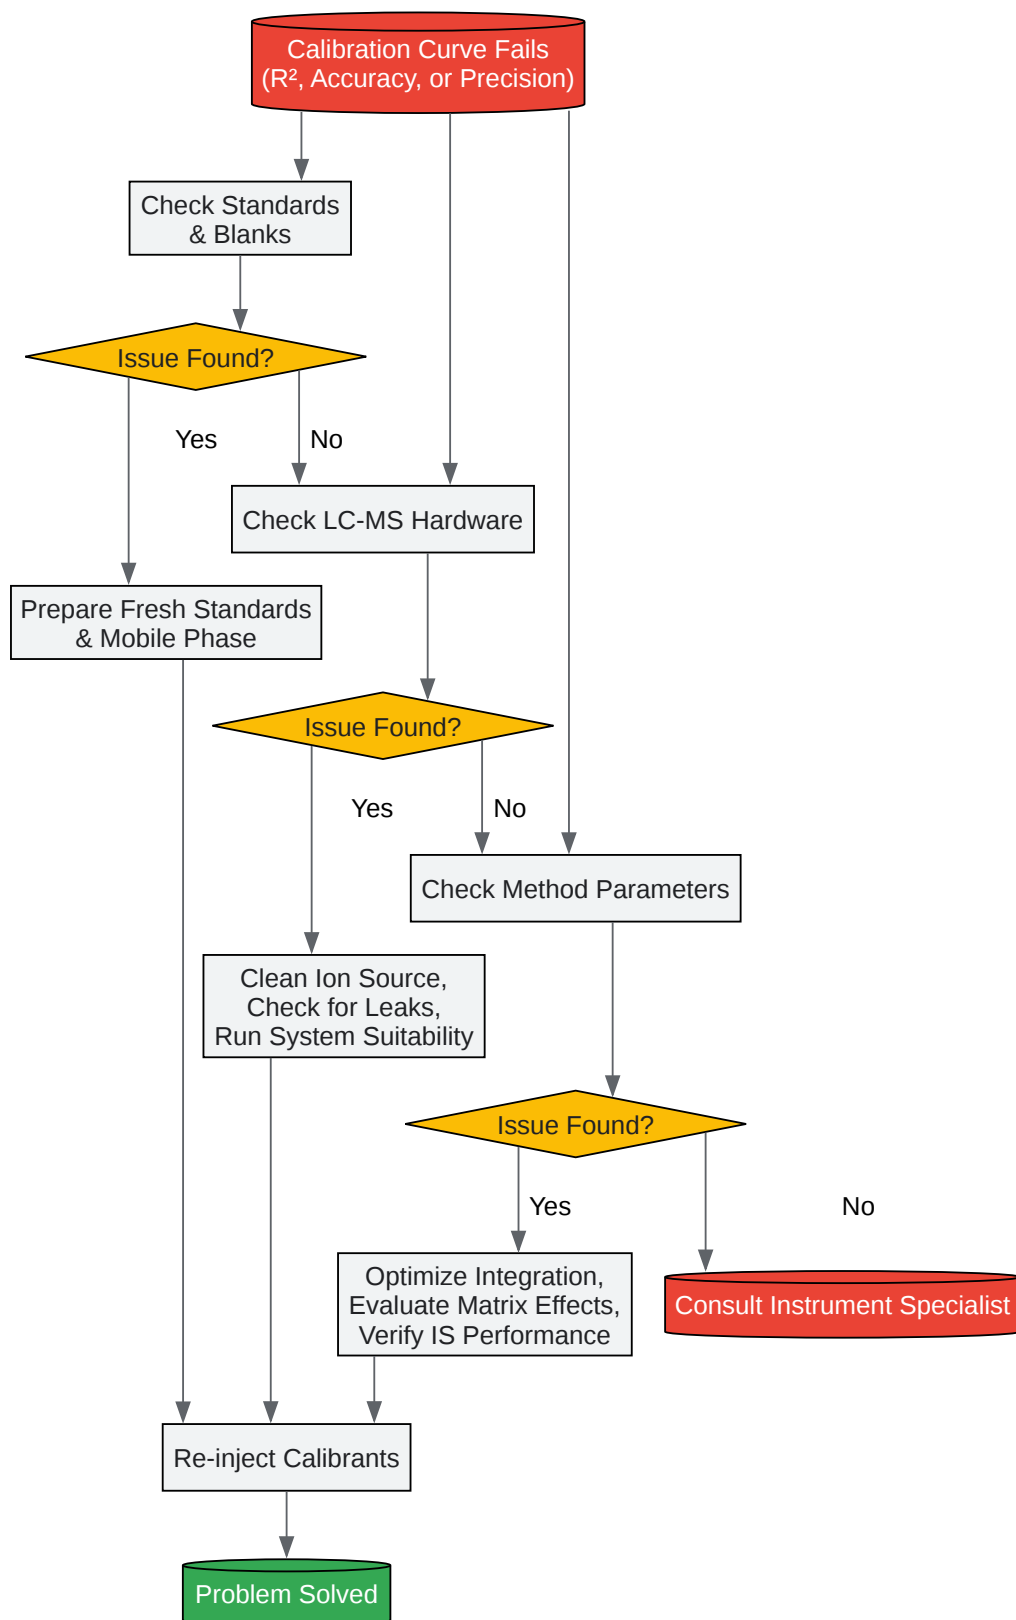 Calibration Curve Fails
(R², Accuracy, or Precision)
Check Standards
& Blanks
Issue Found?
Yes
No
Check LC-MS Hardware
Prepare Fresh Standards
& Mobile Phase
Issue Found?
Yes
No
Check Method Parameters
Clean Ion Source,
Check for Leaks,
Run System Suitability
Issue Found?
Yes
No
Optimize Integration,
Evaluate Matrix Effects,
Verify IS Performance
Consult Instrument Specialist
Re-inject Calibrants
Problem Solved